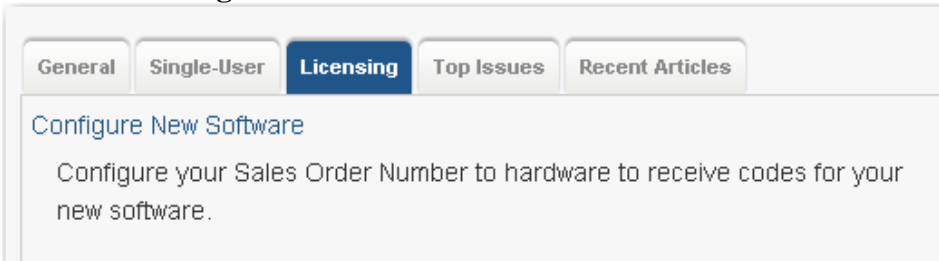 General Single-User Licensing Top Issues Recent Articles
Configure New Software
Configure your Sales Order Number to hardware to receive codes for your
new software.